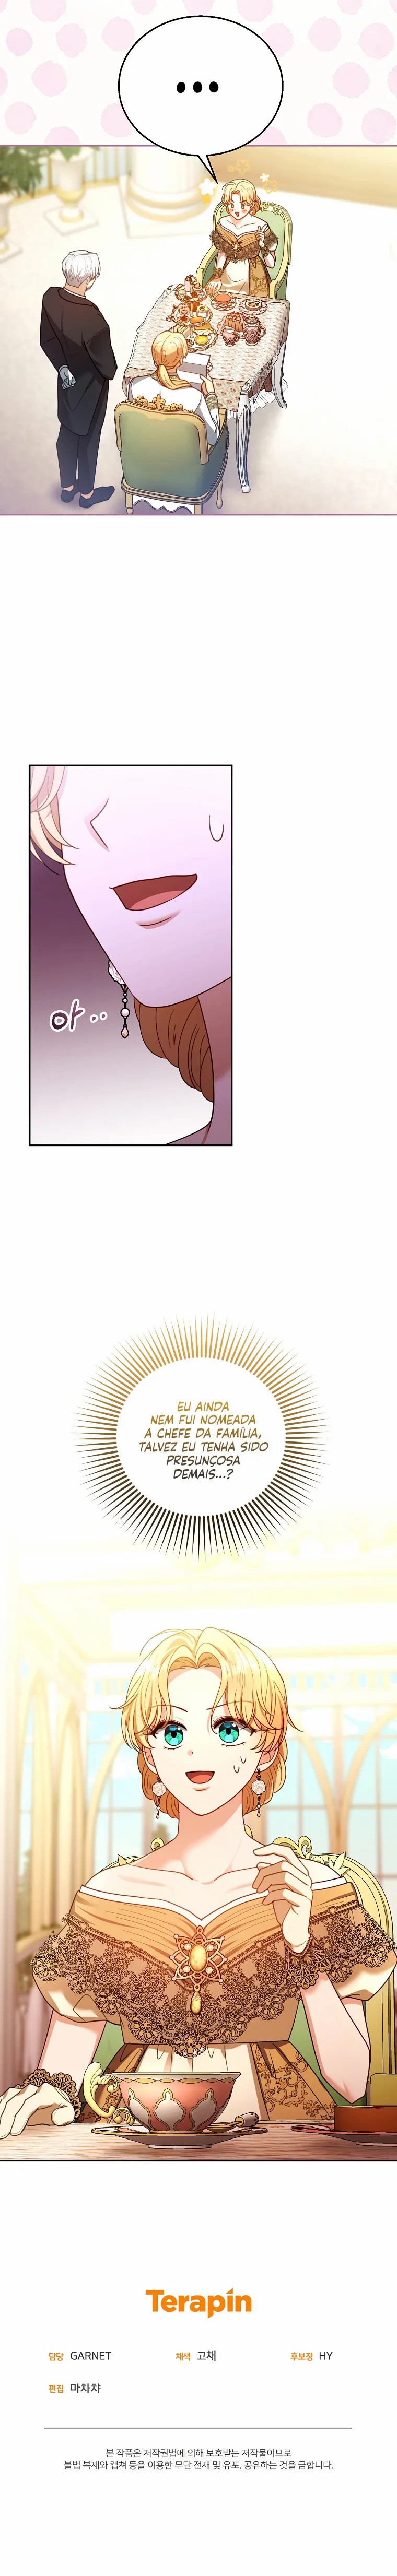 ...
아..
EU AINDA
NEM FUI NOMEADA
A CHEFE DA FAMÍLIA,
TALVEZ EU TENHA SIDO
PRESUNÇOSA
DEMAIS...?
Terapin
담당 GARNET 채색 고채 후보정 HY
편집 마차챠
본 작품은 저작권법에 의해 보호받는 저작물이므로
불법 복제와 캡쳐 등을 이용한 무단 전재 및 유포, 공유하는 것을 금합니다.